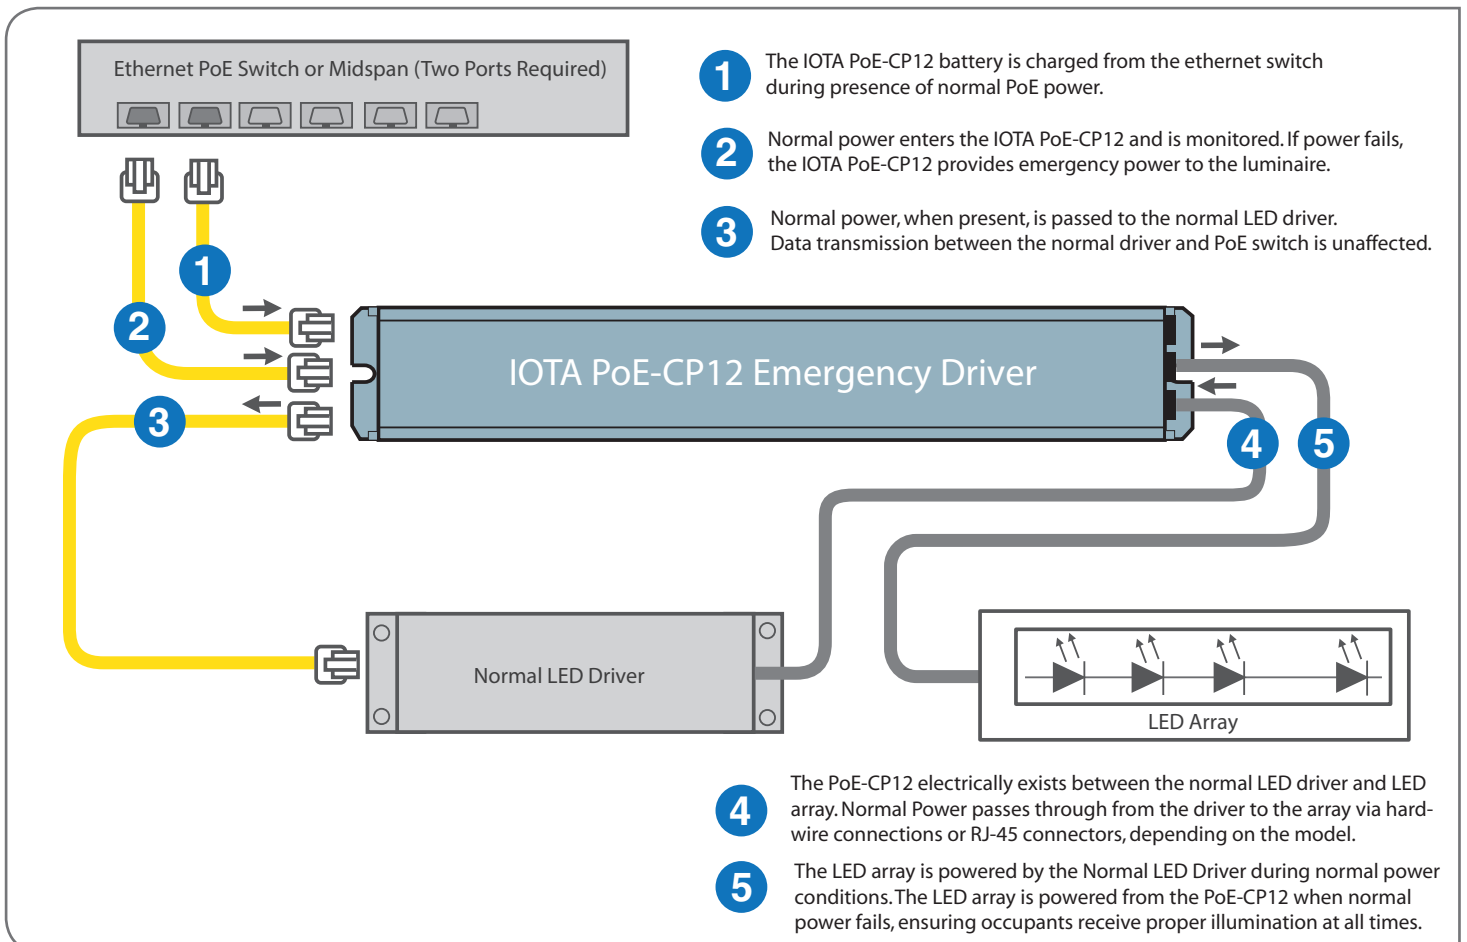 Ethernet PoE Switch or Midspan (Two Ports Required)
1
The IOTA PoE-CP12 battery is charged from the ethernet switch
during presence of normal PoE power.
2
Normal power enters the IOTA PoE-CP12 and is monitored. If power fails,
the IOTA PoE-CP12 provides emergency power to the luminaire.
3
Normal power, when present, is passed to the normal LED driver.
Data transmission between the normal driver and PoE switch is unaffected.
1
2
3
IOTA PoE-CP12 Emergency Driver
4
5
Normal LED Driver
LED Array
4
The PoE-CP12 electrically exists between the normal LED driver and LED
array. Normal Power passes through from the driver to the array via hard-
wire connections or RJ-45 connectors, depending on the model.
5
The LED array is powered by the Normal LED Driver during normal power
conditions. The LED array is powered from the PoE-CP12 when normal
power fails, ensuring occupants receive proper illumination at all times.